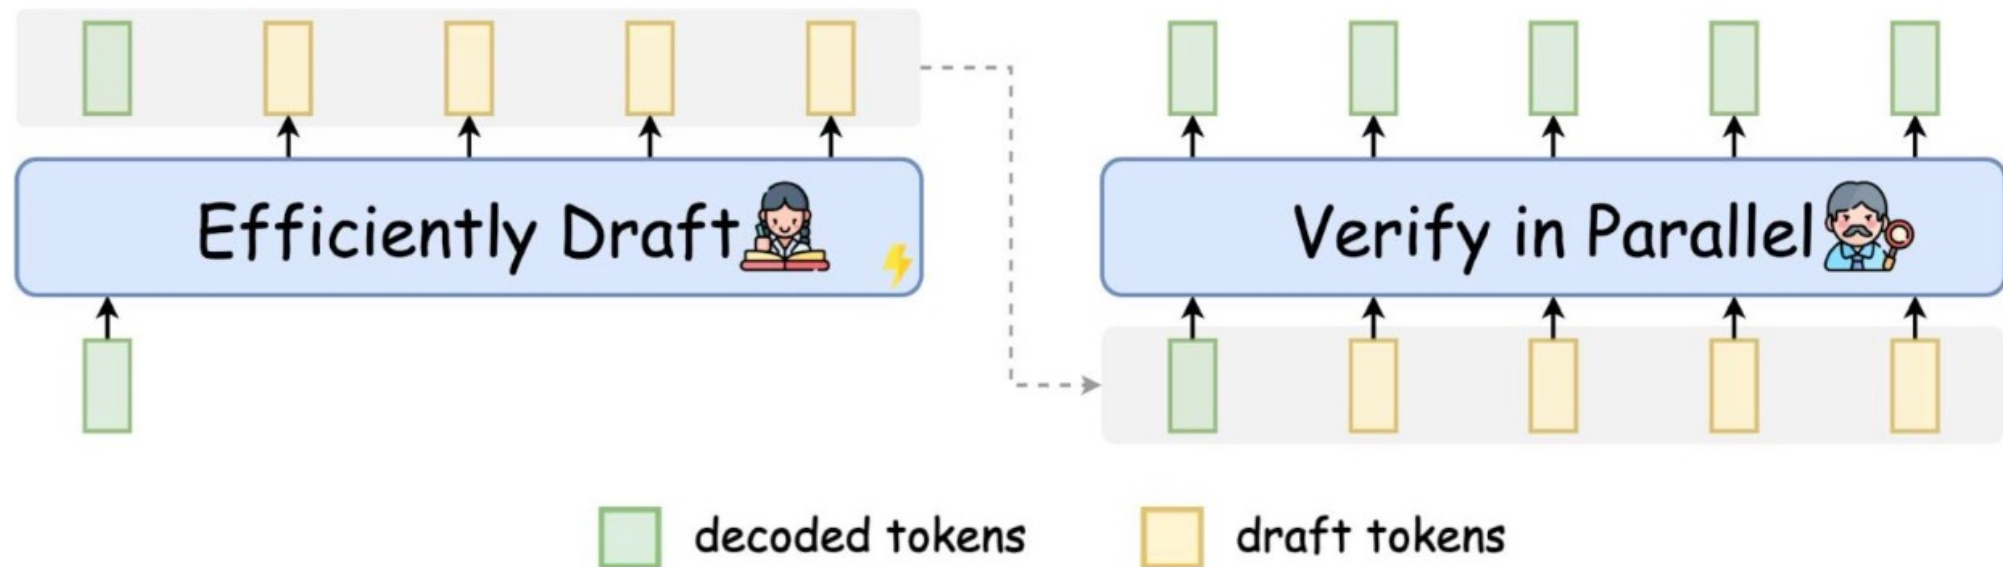 Efficiently Draft
Verify in Parallel
decoded tokens
draft tokens